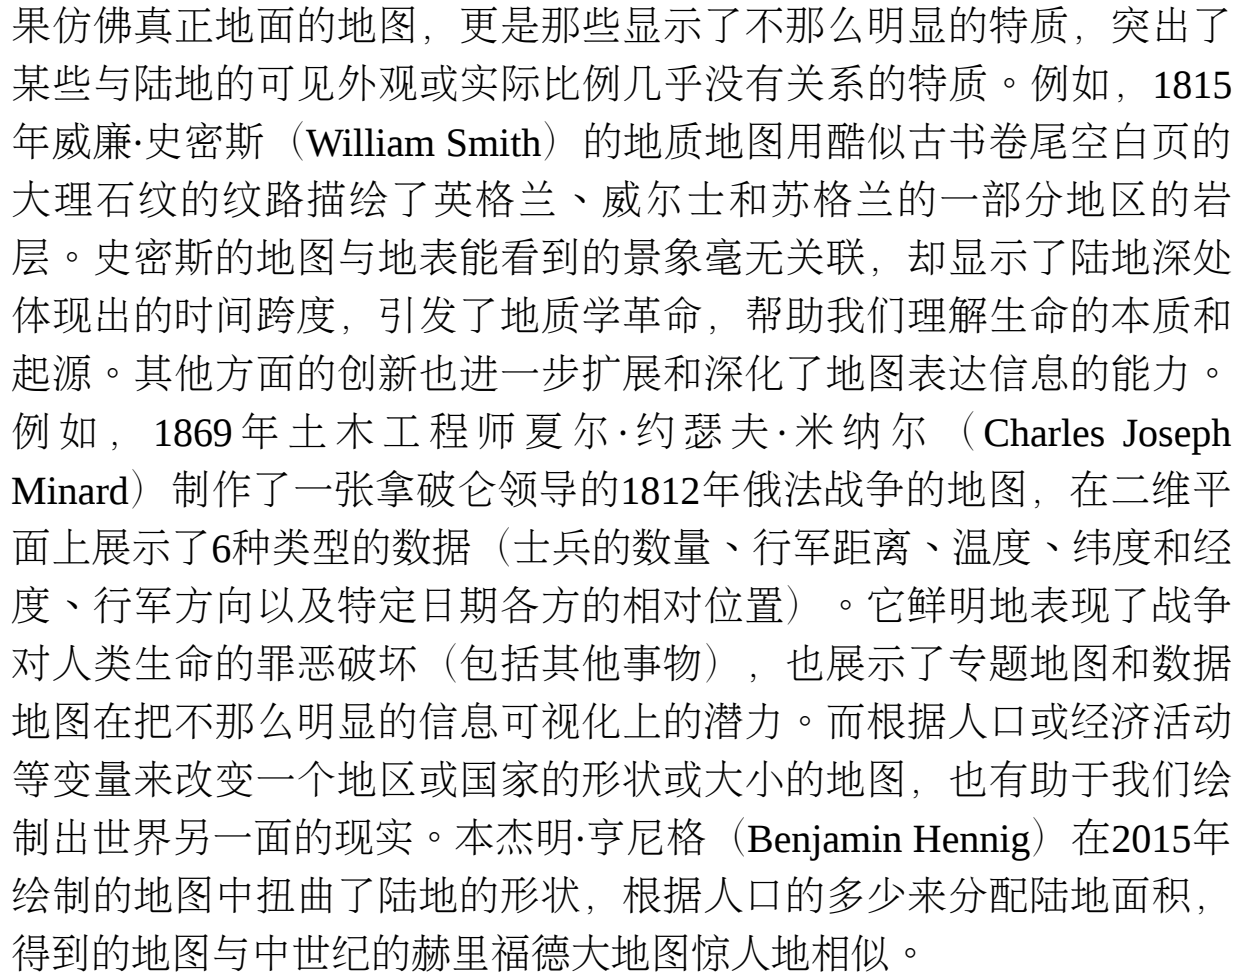 果仿佛真正地面的地图，更是那些显示了不那么明显的特质，突出了
某些与陆地的可见外观或实际比例几乎没有关系的特质。例如，1815
年威廉·史密斯（William Smith）的地质地图用酷似古书卷尾空白页的
大理石纹的纹路描绘了英格兰、威尔士和苏格兰的一部分地区的岩
层。史密斯的地图与地表能看到的景象毫无关联，却显示了陆地深处
体现出的时间跨度，引发了地质学革命，帮助我们理解生命的本质和
起源。其他方面的创新也进一步扩展和深化了地图表达信息的能力。
例如，1869年土木工程师夏尔·约瑟夫·米纳尔（Charles Joseph
Minard）制作了一张拿破仑领导的1812年俄法战争的地图，在二维平
面上展示了6种类型的数据（士兵的数量、行军距离、温度、纬度和经
度、行军方向以及特定日期各方的相对位置）。它鲜明地表现了战争
对人类生命的罪恶破坏（包括其他事物），也展示了专题地图和数据
地图在把不那么明显的信息可视化上的潜力。而根据人口或经济活动
等变量来改变一个地区或国家的形状或大小的地图，也有助于我们绘
制出世界另一面的现实。本杰明·亨尼格（Benjamin Hennig）在2015年
绘制的地图中扭曲了陆地的形状，根据人口的多少来分配陆地面积，
得到的地图与中世纪的赫里福德大地图惊人地相似。